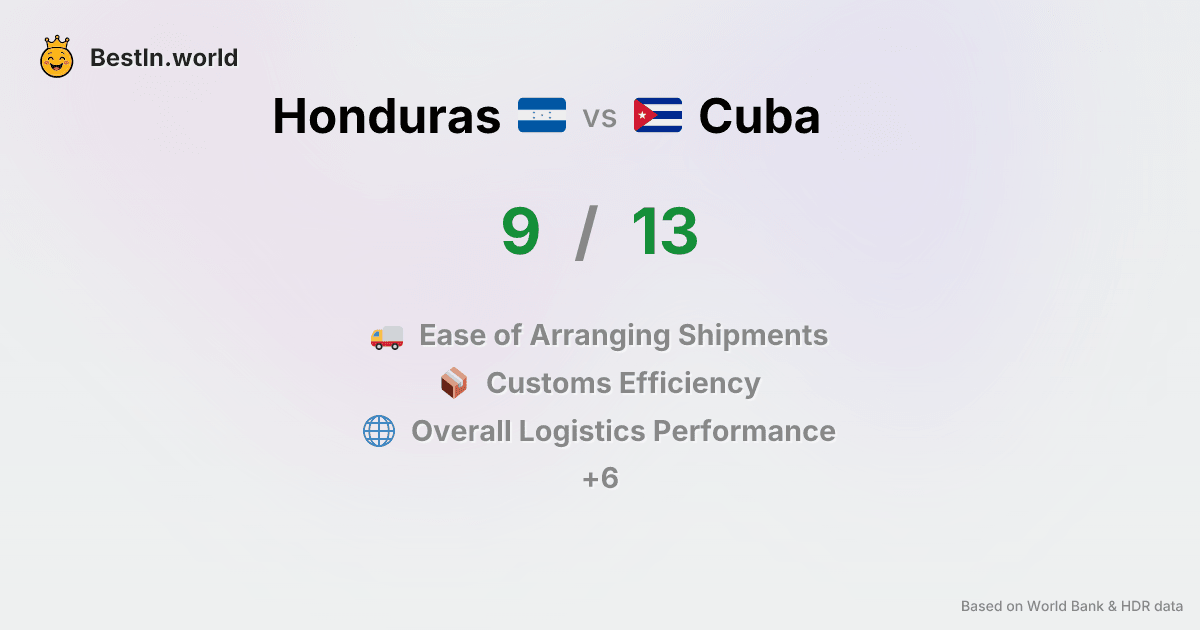 BestIn.world
Honduras vs Cuba
9 / 13
Ease of Arranging Shipments
Customs Efficiency
Overall Logistics Performance
+6
Based on World Bank & HDR data